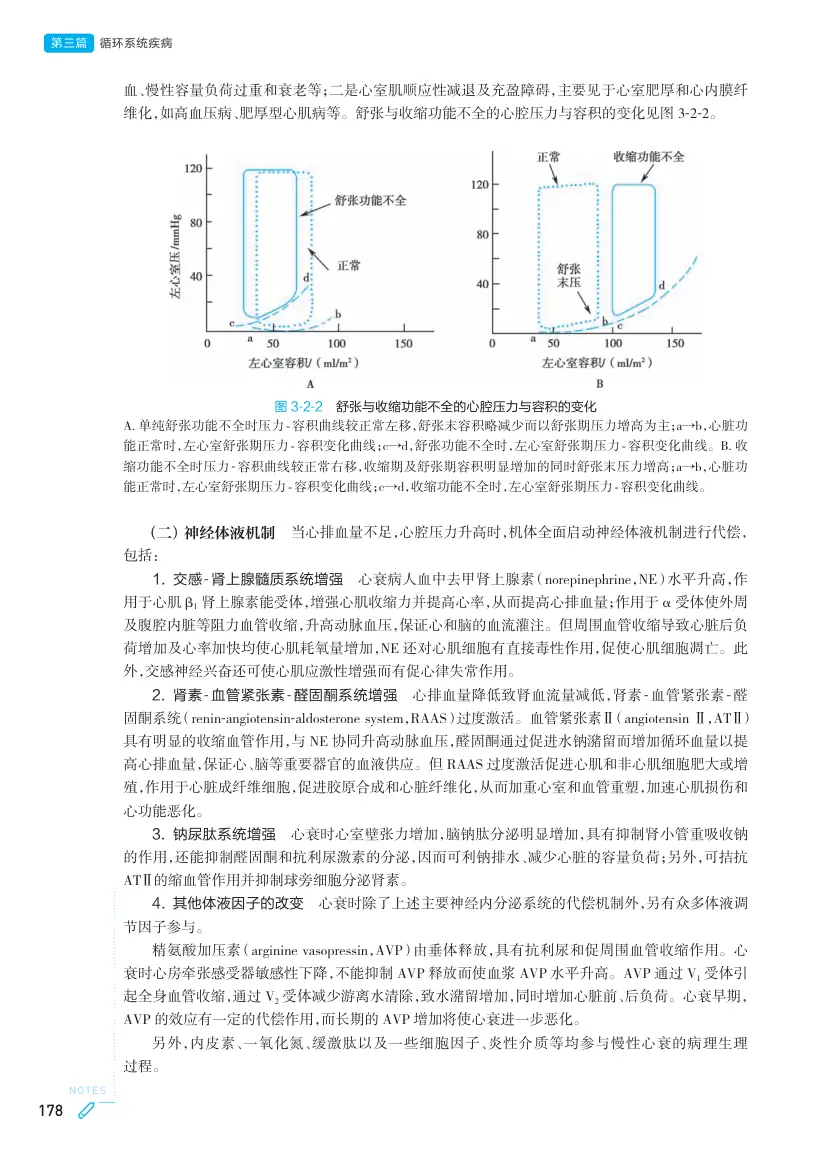 第三篇 循环系统疾病
血、慢性容量负荷过重和衰老等;二是心室肌顺应性减退及充盈障碍,主要见于心室肥厚和心内膜纤
维化,如高血压病、肥厚型心肌病等。舒张与收缩功能不全的心腔压力与容积的变化见图 3-2-2。
120
80
40
左心室压/mmHg
舒张功能不全
正常
d
c
b
a
0 50 100 150
左心室容积/(ml/m²)
A
正常 收缩功能不全
120
80
40
舒张
末压
d
b
c
a
0 50 100 150
左心室容积/(ml/m²)
B
图 3-2-2 舒张与收缩功能不全的心腔压力与容积的变化
A. 单纯舒张功能不全时压力-容积曲线较正常左移,舒张末容积略减少而以舒张期压力增高为主;a→b,心脏功
能正常时,左心室舒张期压力-容积变化曲线;c→d,舒张功能不全时,左心室舒张期压力-容积变化曲线。B. 收
缩功能不全时压力-容积曲线较正常右移,收缩期及舒张期容积明显增加的同时舒张末压力增高;a→b,心脏功
能正常时,左心室舒张期压力-容积变化曲线;c→d,收缩功能不全时,左心室舒张期压力-容积变化曲线。
(二) 神经体液机制 当心排血量不足,心腔压力升高时,机体全面启动神经体液机制进行代偿,
包括:
1. 交感-肾上腺髓质系统增强 心衰病人血中去甲肾上腺素(norepinephrine,NE)水平升高,作
用于心肌 β₁ 肾上腺素能受体,增强心肌收缩力并提高心率,从而提高心排血量;作用于 α 受体使外周
及腹腔内脏等阻力血管收缩,升高动脉血压,保证心和脑的血流灌注。但周围血管收缩导致心脏后负
荷增加及心率加快均使心肌耗氧量增加,NE 还对心肌细胞有直接毒性作用,促使心肌细胞凋亡。此
外,交感神经兴奋还可使心肌应激性增强而有促心律失常作用。
2. 肾素-血管紧张素-醛固酮系统增强 心排血量降低致肾血流量减低,肾素-血管紧张素-醛
固酮系统(renin-angiotensin-aldosterone system,RAAS)过度激活。血管紧张素Ⅱ(angiotensin Ⅱ,ATⅡ)
具有明显的收缩血管作用,与 NE 协同升高动脉血压,醛固酮通过促进水钠潴留而增加循环血量以提
高心排血量,保证心、脑等重要器官的血液供应。但 RAAS 过度激活促进心肌和非心肌细胞肥大或增
殖,作用于心脏成纤维细胞,促进胶原合成和心脏纤维化,从而加重心室和血管重塑,加速心肌损伤和
心功能恶化。
3. 钠尿肽系统增强 心衰时心室壁张力增加,脑钠肽分泌明显增加,具有抑制肾小管重吸收钠
的作用,还能抑制醛固酮和抗利尿激素的分泌,因而可利钠排水、减少心脏的容量负荷;另外,可拮抗
ATⅡ的缩血管作用并抑制球旁细胞分泌肾素。
4. 其他体液因子的改变 心衰时除了上述主要神经内分泌系统的代偿机制外,另有众多体液调
节因子参与。
精氨酸加压素(arginine vasopressin,AVP)由垂体释放,具有抗利尿和促周围血管收缩作用。心
衰时心房牵张感受器敏感性下降,不能抑制 AVP 释放而使血浆 AVP 水平升高。AVP 通过 V₁ 受体引
起全身血管收缩,通过 V₂ 受体减少游离水清除,致水潴留增加,同时增加心脏前、后负荷。心衰早期,
AVP 的效应有一定的代偿作用,而长期的 AVP 增加将使心衰进一步恶化。
另外,内皮素、一氧化氮、缓激肽以及一些细胞因子、炎性介质等均参与慢性心衰的病理生理
过程。
NOTES
178